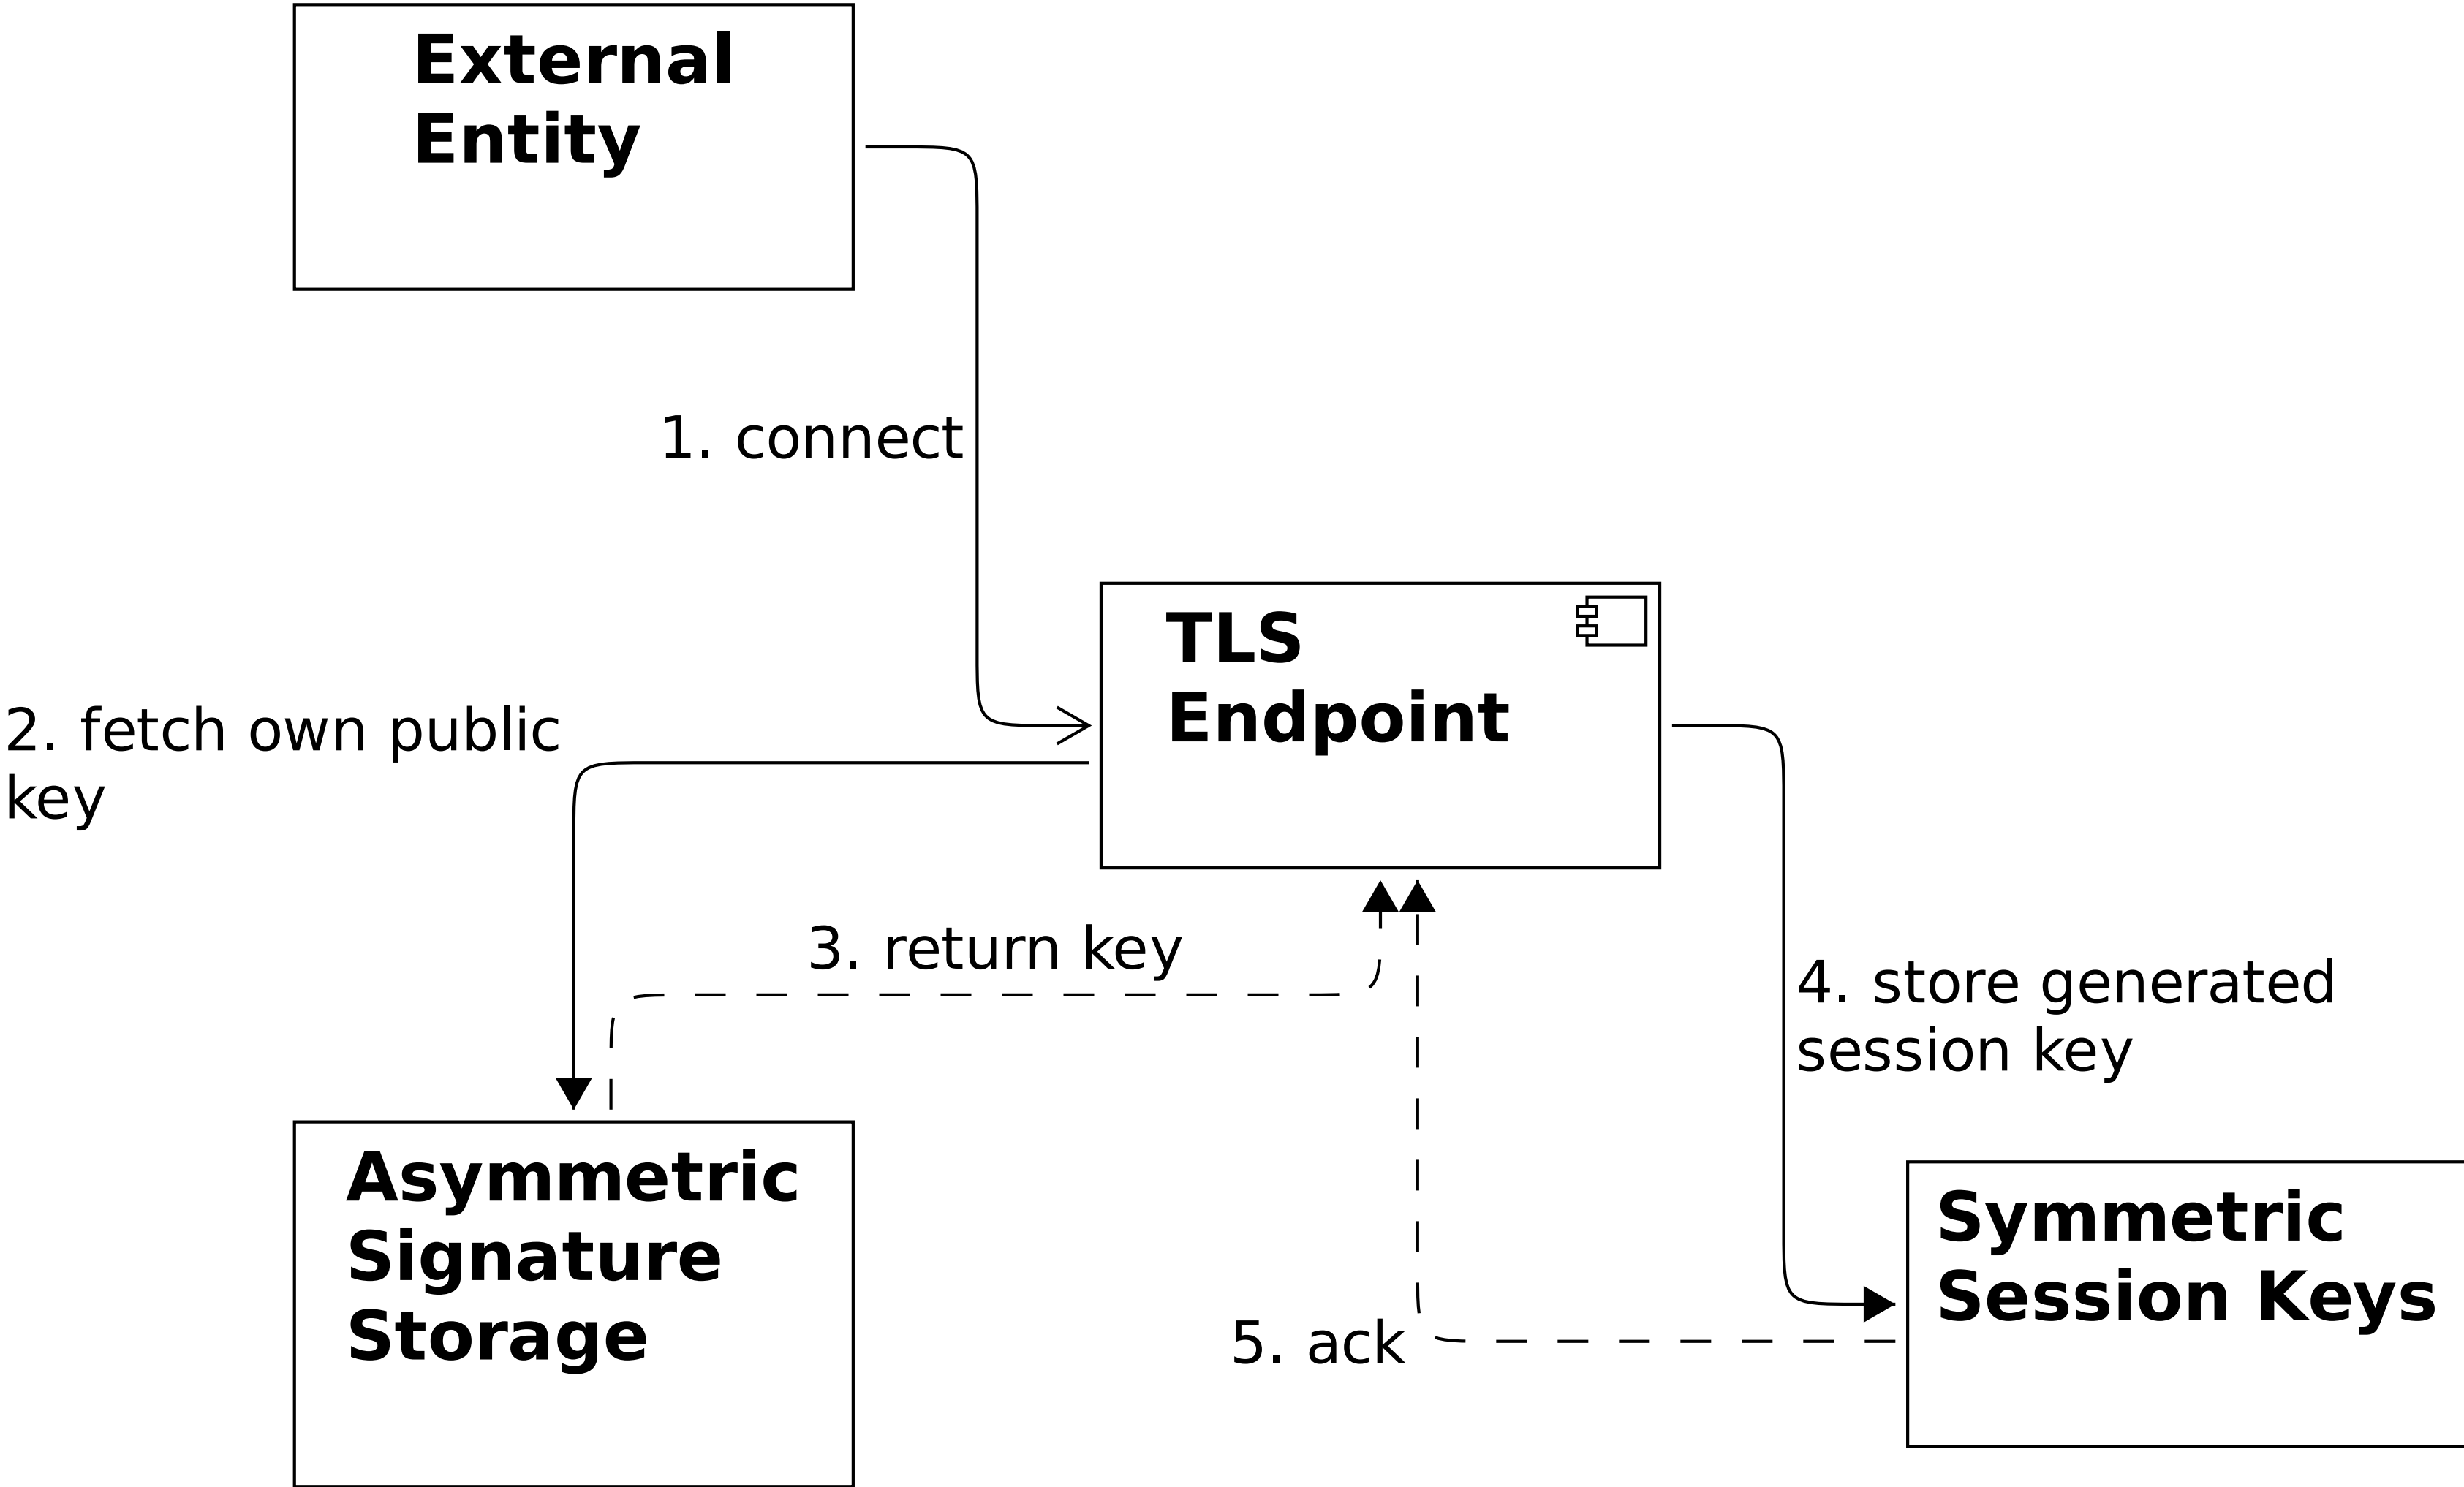 External
Entity
1. connect
TLS
Endpoint
2. fetch own public
key
3. return key
4. store generated
session key
Asymmetric
Signature
Storage
Symmetric
Session Keys
5. ack